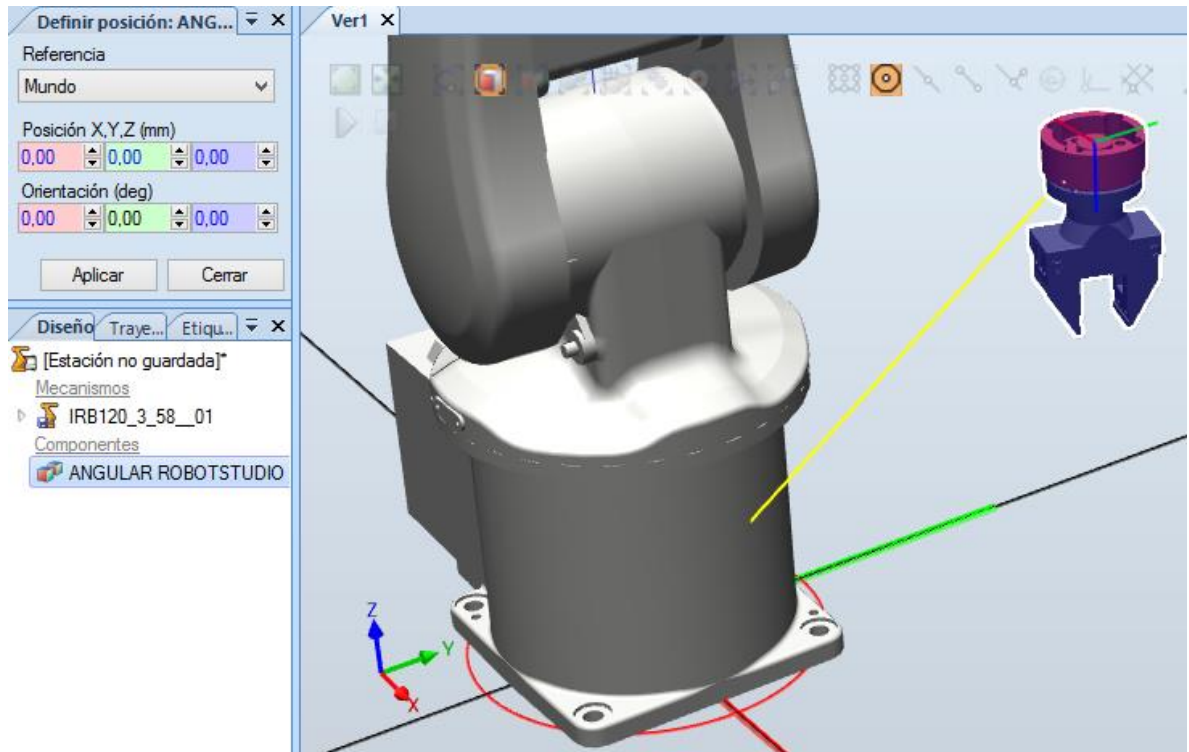 Definir posición: ANG...
Ver1
Referencia
Mundo
Posición X,Y,Z (mm)
0,00 0,00 0,00
Orientación (deg)
0,00 0,00 0,00
Aplicar Cerrar
Diseño Traye... Etiqu...
[Estación no guardada]*
Mecanismos
IRB120_3_58__01
Componentes
ANGULAR ROBOTSTUDIO
Z
Y
X